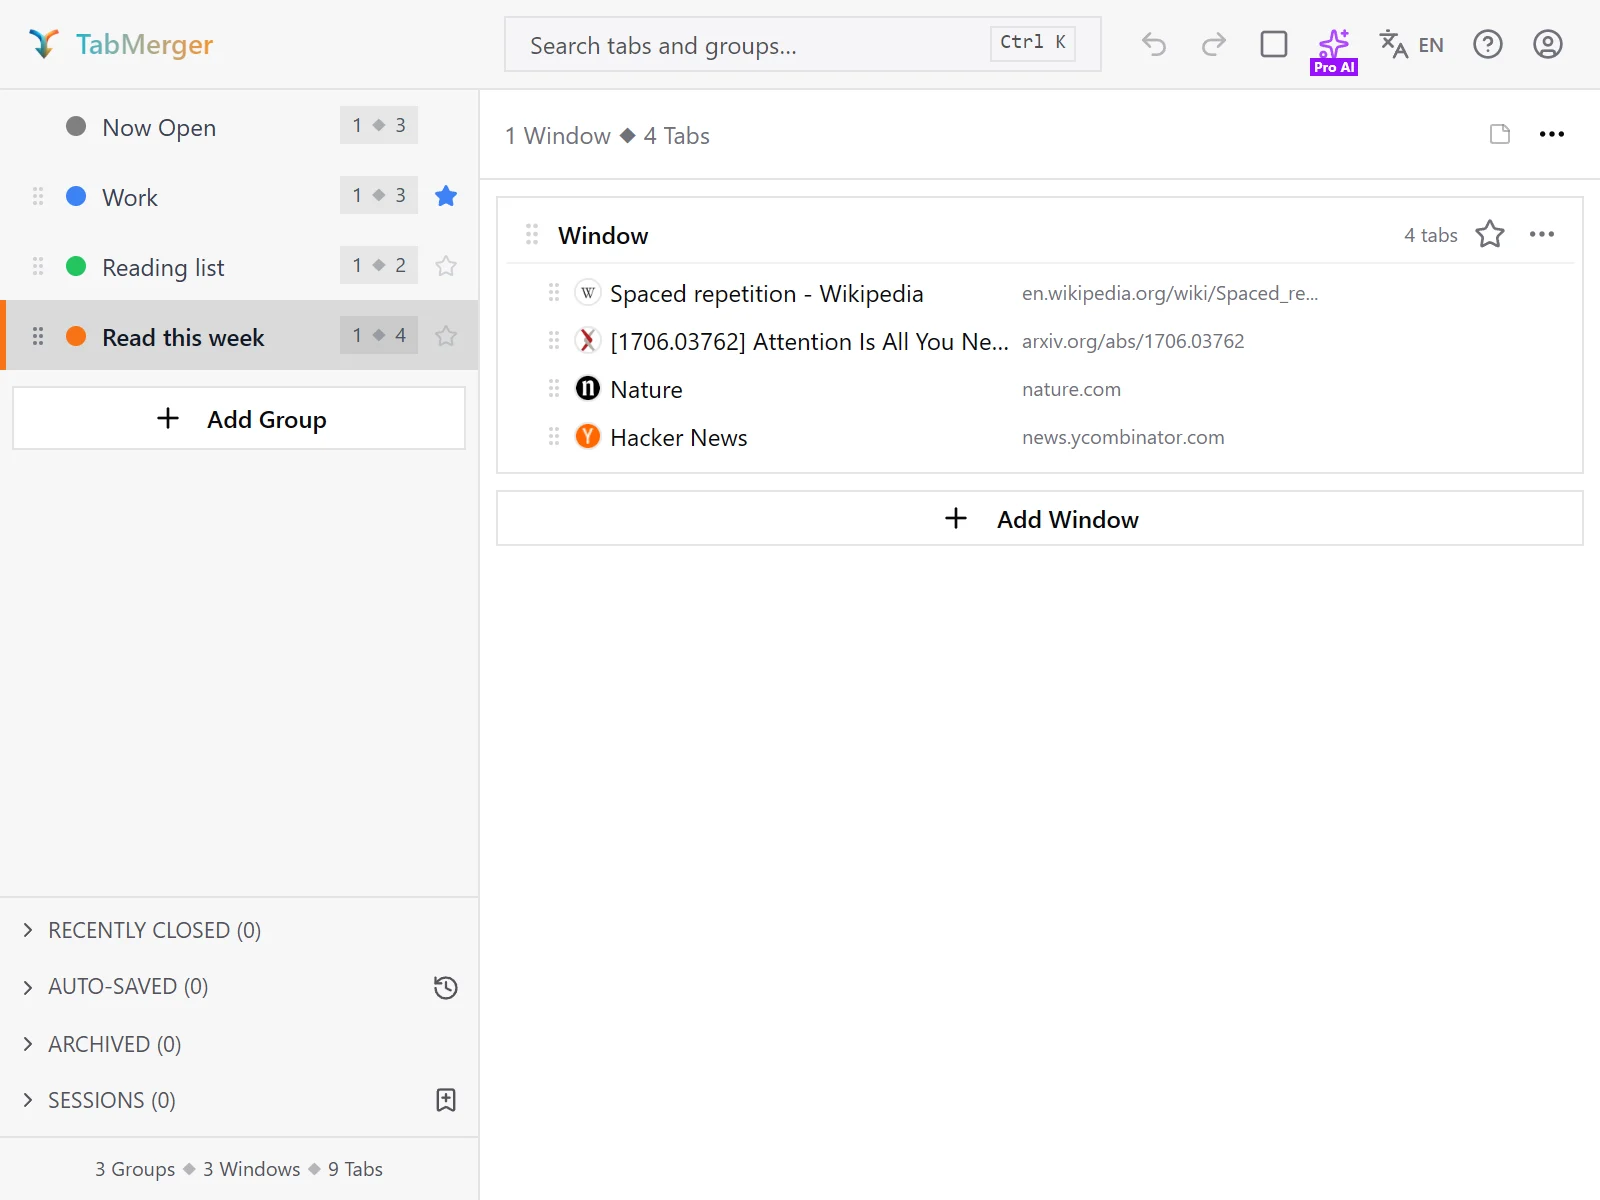 TabMerger
Search tabs and groups...
Ctrl K
Pro AI
EN
Now Open
1 ◆ 3
Work
1 ◆ 3
Reading list
1 ◆ 2
Read this week
1 ◆ 4
+ Add Group
RECENTLY CLOSED (0)
AUTO-SAVED (0)
ARCHIVED (0)
SESSIONS (0)
3 Groups ◆ 3 Windows ◆ 9 Tabs
1 Window ◆ 4 Tabs
Window
4 tabs
W Spaced repetition - Wikipedia
en.wikipedia.org/wiki/Spaced_re...
[1706.03762] Attention Is All You Ne...
arxiv.org/abs/1706.03762
n Nature
nature.com
Y Hacker News
news.ycombinator.com
+ Add Window